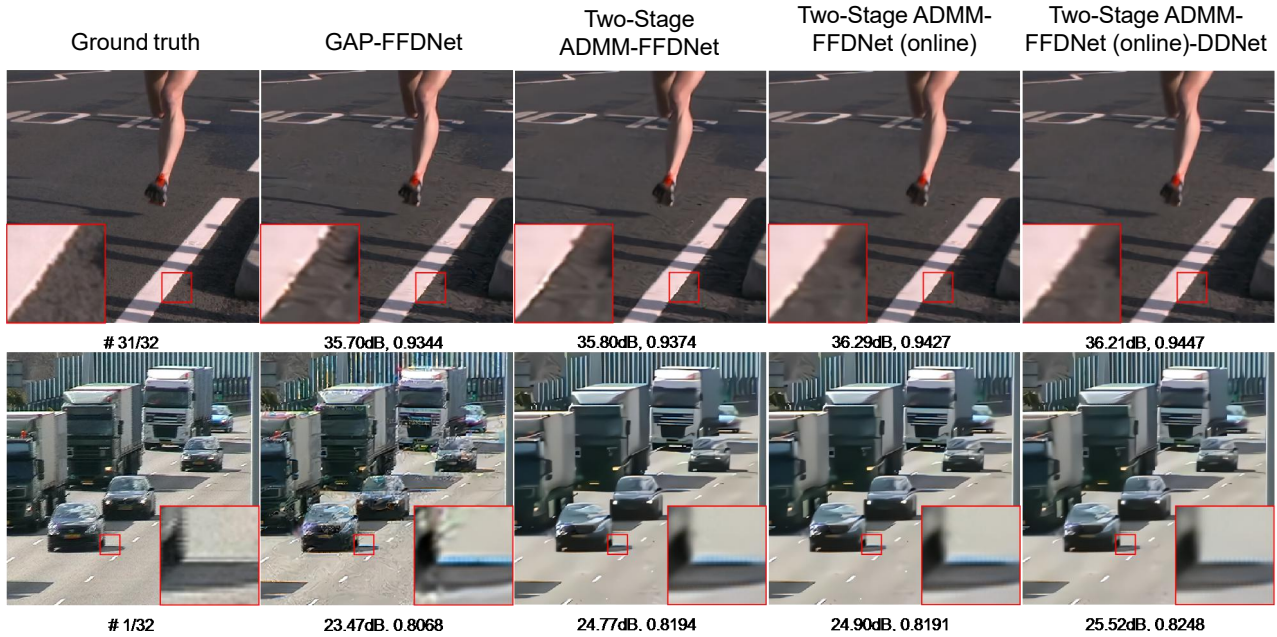 Ground truth
GAP-FFDNet
Two-Stage
ADMM-FFDNet
Two-Stage ADMM-
FFDNet (online)
Two-Stage ADMM-
FFDNet (online)-DDNet
# 31/32
35.70dB, 0.9344
35.80dB, 0.9374
36.29dB, 0.9427
36.21dB, 0.9447
# 1/32
23.47dB, 0.8068
24.77dB, 0.8194
24.90dB, 0.8191
25.52dB, 0.8248